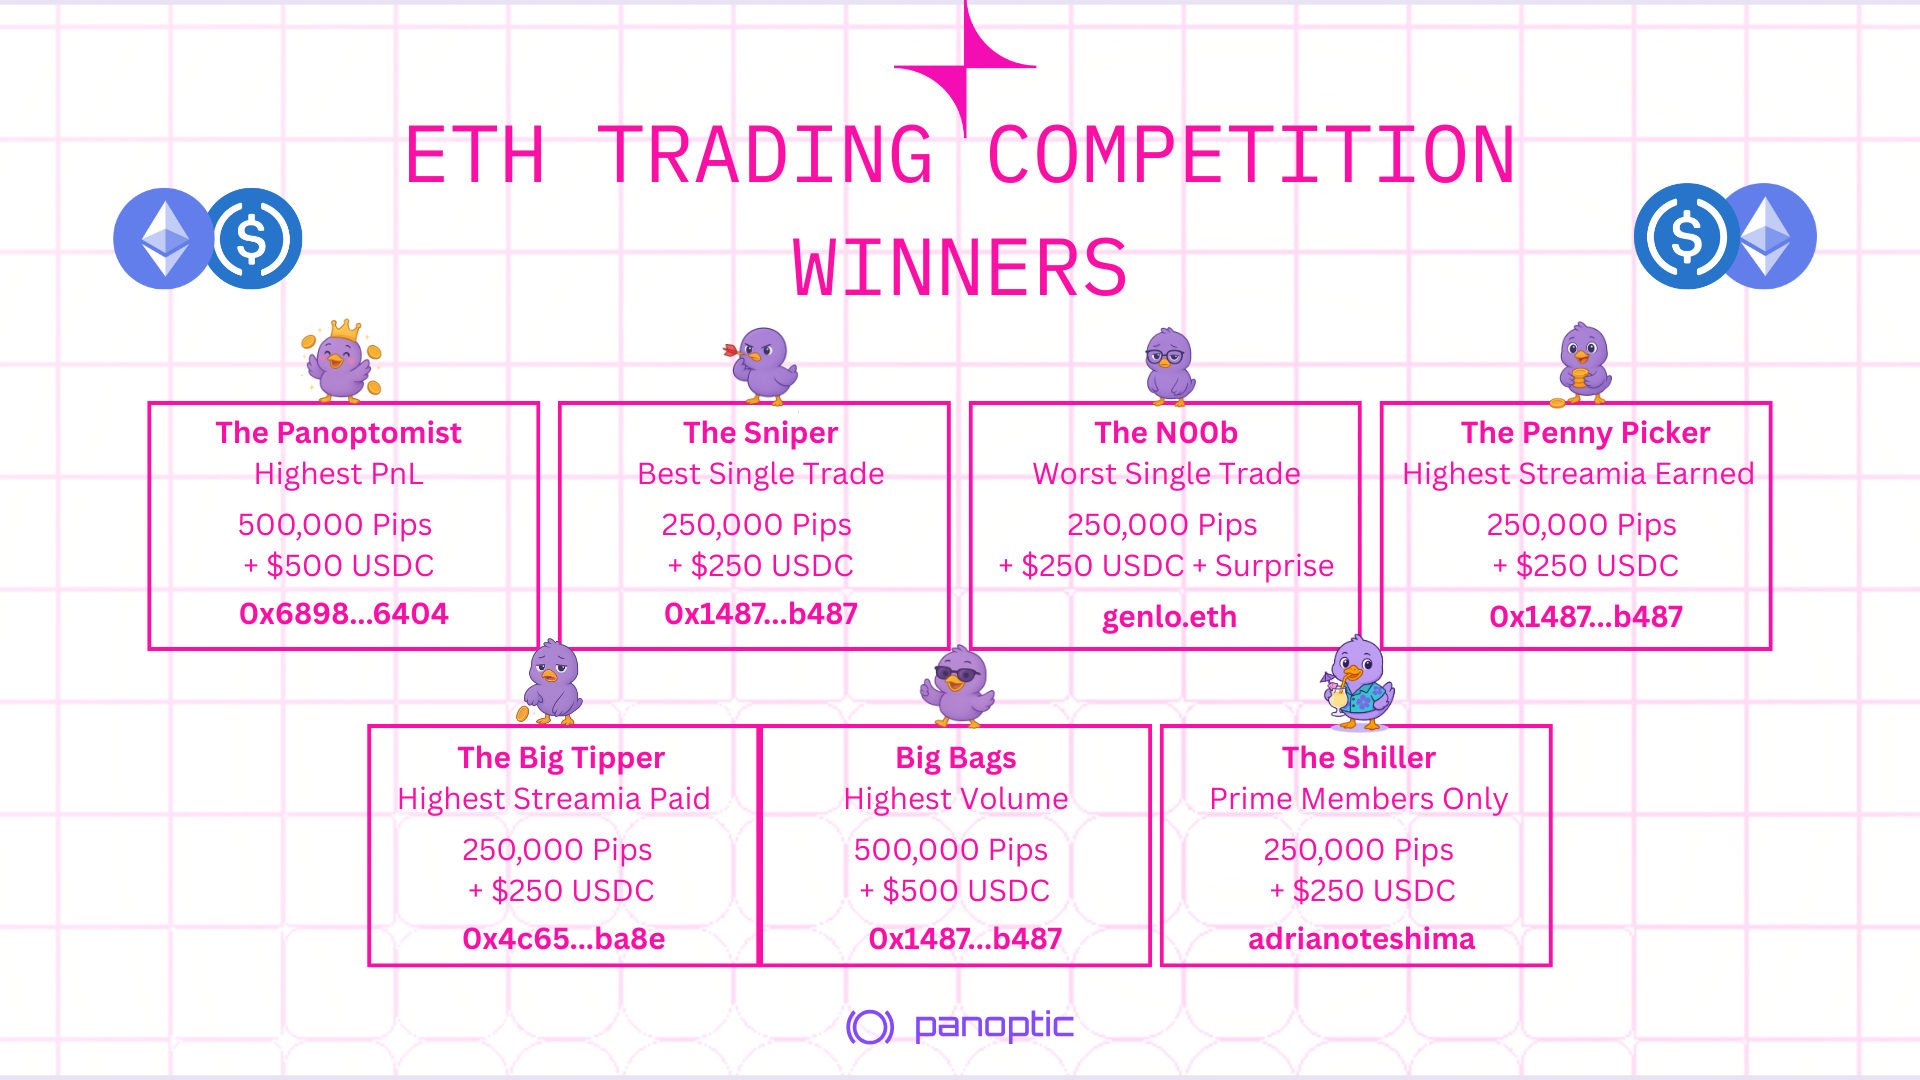 ETH TRADING COMPETITION
WINNERS
The Panoptomist
Highest PnL
500,000 Pips
+ $500 USDC
0x6898...6404
The Sniper
Best Single Trade
250,000 Pips
+ $250 USDC
0x1487...b487
The N00b
Worst Single Trade
250,000 Pips
+ $250 USDC + Surprise
genlo.eth
The Penny Picker
Highest Streamia Earned
250,000 Pips
+ $250 USDC
0x1487...b487
The Big Tipper
Highest Streamia Paid
250,000 Pips
+ $250 USDC
0x4c65...ba8e
Big Bags
Highest Volume
500,000 Pips
+ $500 USDC
0x1487...b487
The Shiller
Prime Members Only
250,000 Pips
+ $250 USDC
adrianoteshima
panoptic